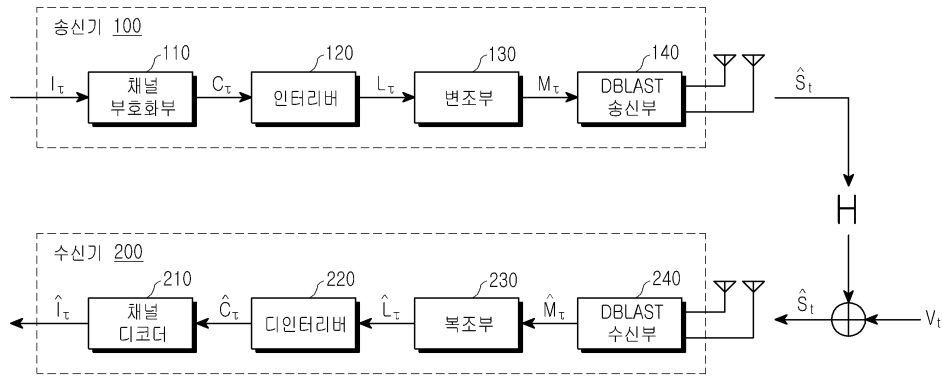 송신기 100
110
120
130
140
I_τ
채널
부호화부
C_τ
인터리버
L_τ
변조부
M_τ
DBLAST
송신부
Ŝ_t
H
수신기 200
210
220
230
240
Î_τ
채널
디코더
Ĉ_τ
디인터리버
L̂_τ
복조부
M̂_τ
DBLAST
수신부
Ŝ_t
V_t